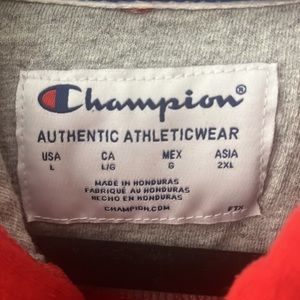 Champion
AUTHENTIC ATHLETICWEAR
USA CA MEX ASIA
L L/G G 2XL
MADE IN HONDURAS
FABRIQUÉ AU HONDURAS
HECHO EN HONDURAS
CHAMPION.COM FTX